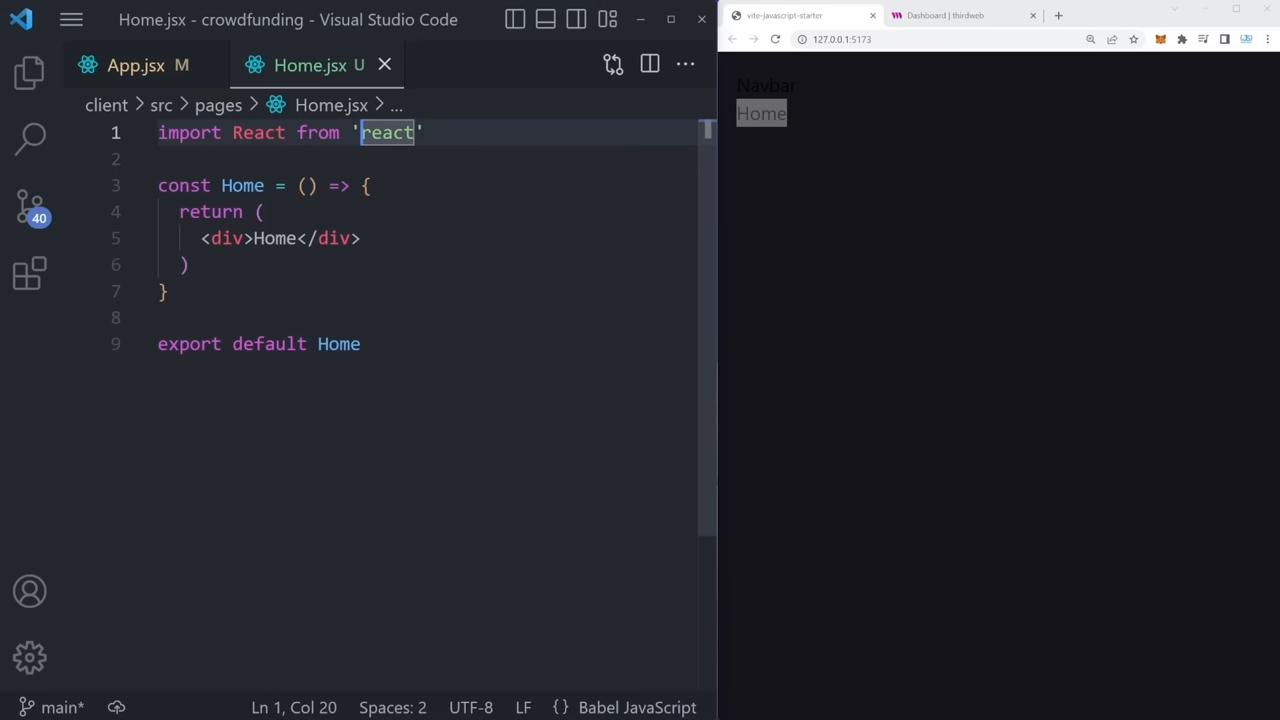 Home.jsx - crowdfunding - Visual Studio Code
App.jsx M
Home.jsx U
client > src > pages > Home.jsx > ...
1 import React from 'react'
2
3 const Home = () => {
4 return (
5 <div>Home</div>
6 )
7 }
8
9 export default Home
40
main*
Ln 1, Col 20
Spaces: 2
UTF-8
LF
{} Babel JavaScript
vite-javascript-starter
Dashboard | thirdweb
127.0.0.1:5173
Navbar
Home